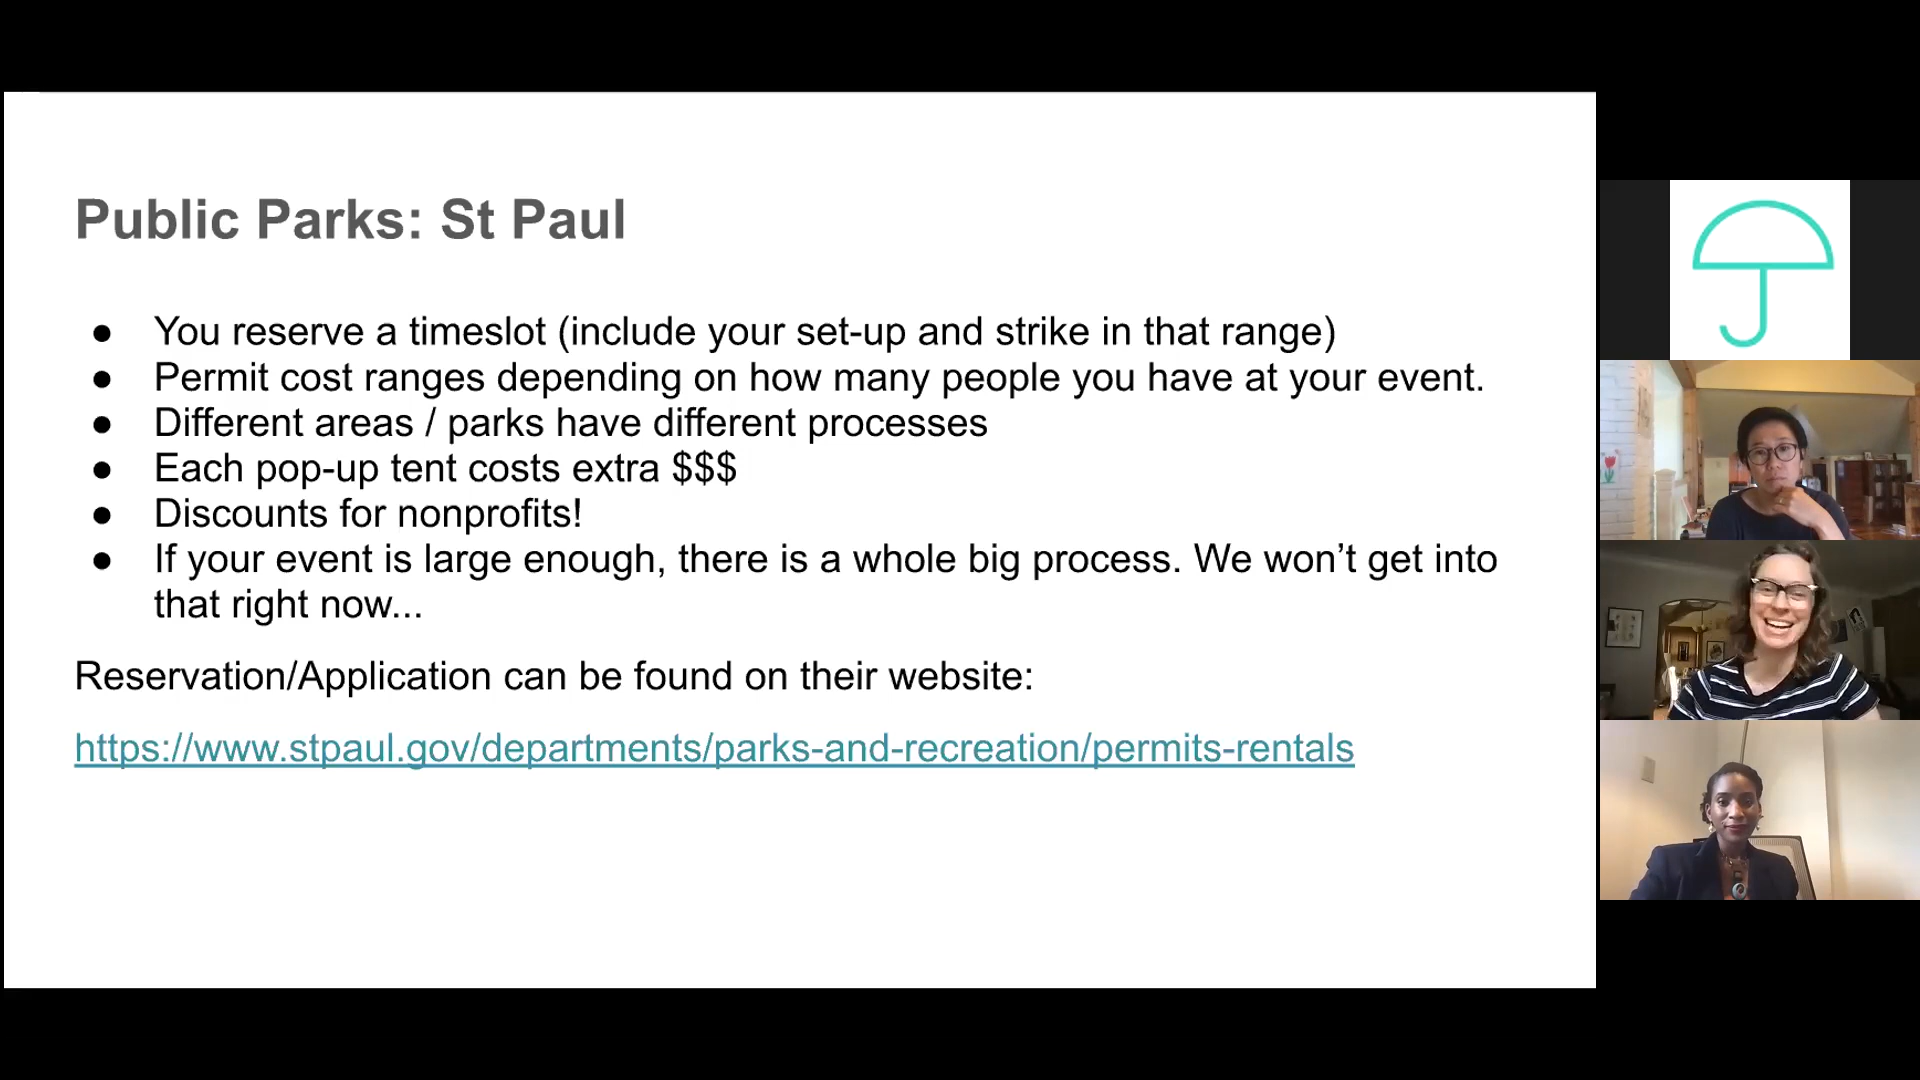 Public Parks: St Paul
● You reserve a timeslot (include your set-up and strike in that range)
● Permit cost ranges depending on how many people you have at your event.
● Different areas / parks have different processes
● Each pop-up tent costs extra $$$
● Discounts for nonprofits!
● If your event is large enough, there is a whole big process. We won’t get into
that right now...
Reservation/Application can be found on their website:
https://www.stpaul.gov/departments/parks-and-recreation/permits-rentals